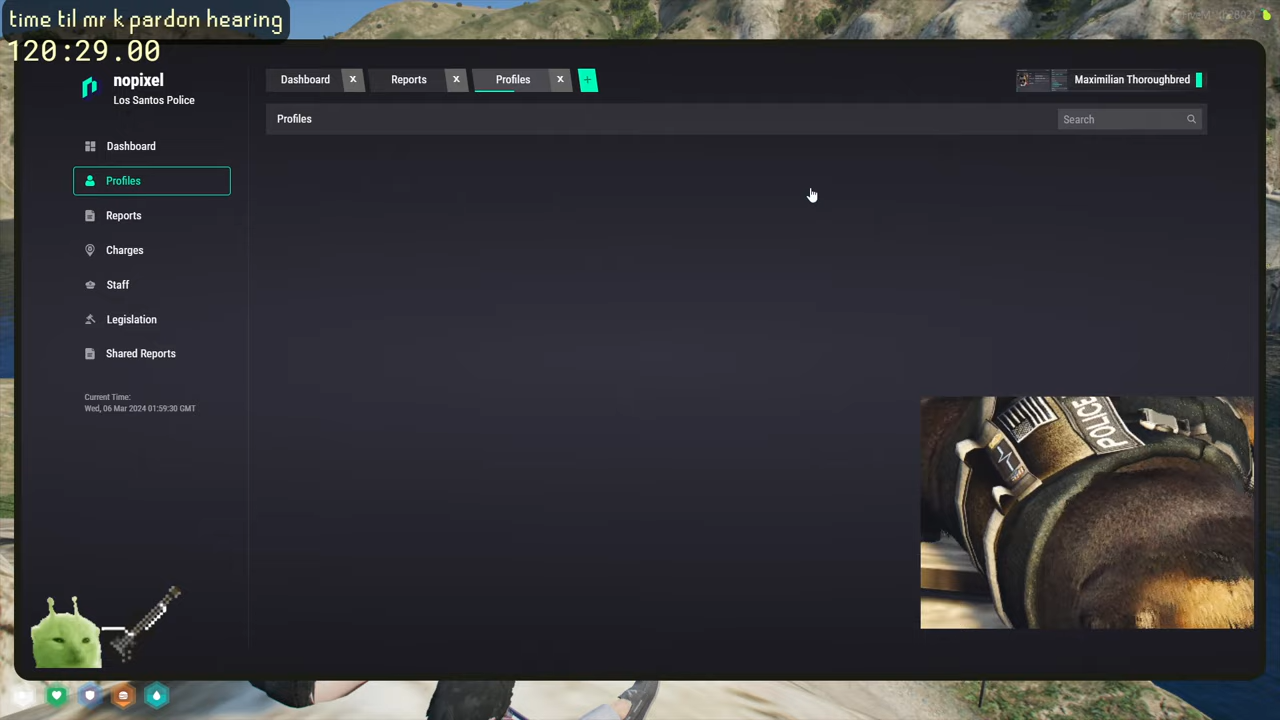 time til mr k pardon hearing
120:29.00
nopixel
Los Santos Police
Dashboard x
Reports x
Profiles x
+
Maximilian Thoroughbred
Profiles
Search
Dashboard
Profiles
Reports
Charges
Staff
Legislation
Shared Reports
Current Time:
Wed, 06 Mar 2024 01:59:30 GMT
POLICE